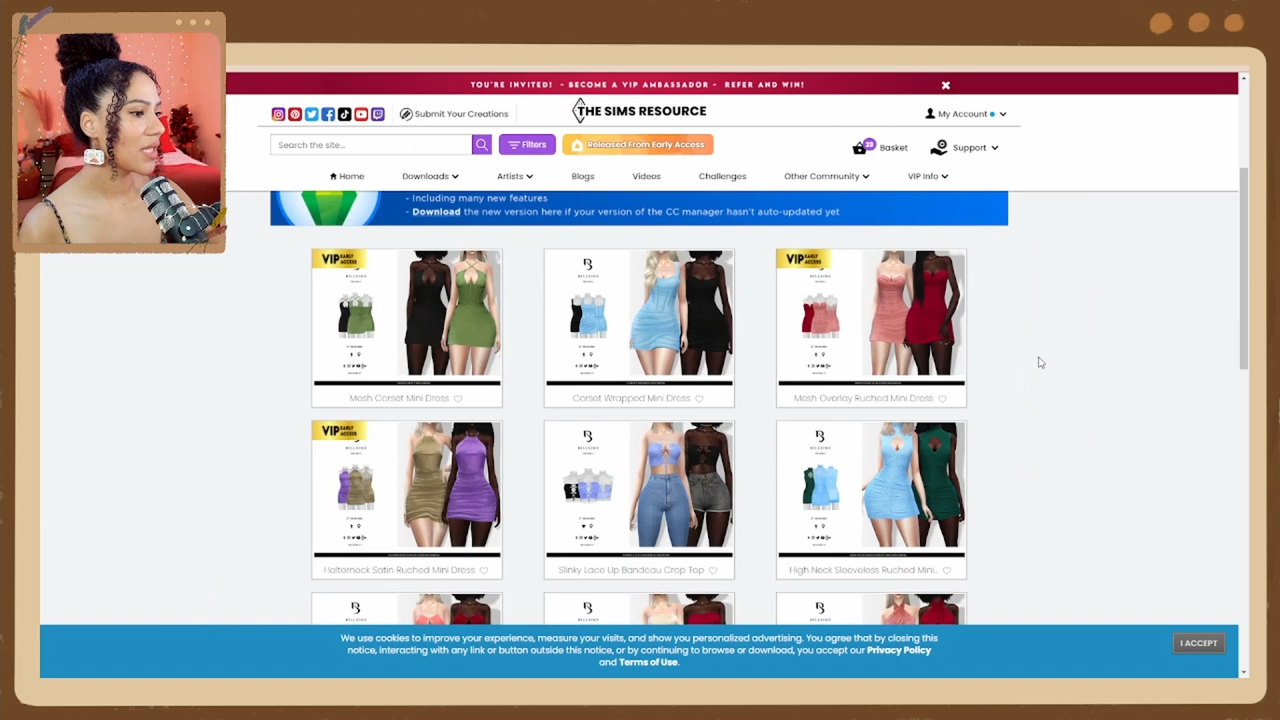 YOU'RE INVITED! - BECOME A VIP AMBASSADOR - REFER AND WIN!
Submit Your Creations
THE SIMS RESOURCE
My Account
Search the site...
Filters
Released From Early Access
23
Basket
Support
Home
Downloads
Artists
Blogs
Videos
Challenges
Other Community
VIP Info
- Including many new features
- Download the new version here if your version of the CC manager hasn't auto-updated yet
VIP EARLY ACCESS
VIP EARLY ACCESS
Mesh Corset Mini Dress
Corset Wrapped Mini Dress
Mesh Overlay Ruched Mini Dress
VIP EARLY ACCESS
Halterneck Satin Ruched Mini Dress
Slinky Lace Up Bandeau Crop Top
High Neck Sleeveless Ruched Mini...
We use cookies to improve your experience, measure your visits, and show you personalized advertising. You agree that by closing this
notice, interacting with any link or button outside this notice, or by continuing to browse or download, you accept our Privacy Policy
and Terms of Use.
I ACCEPT